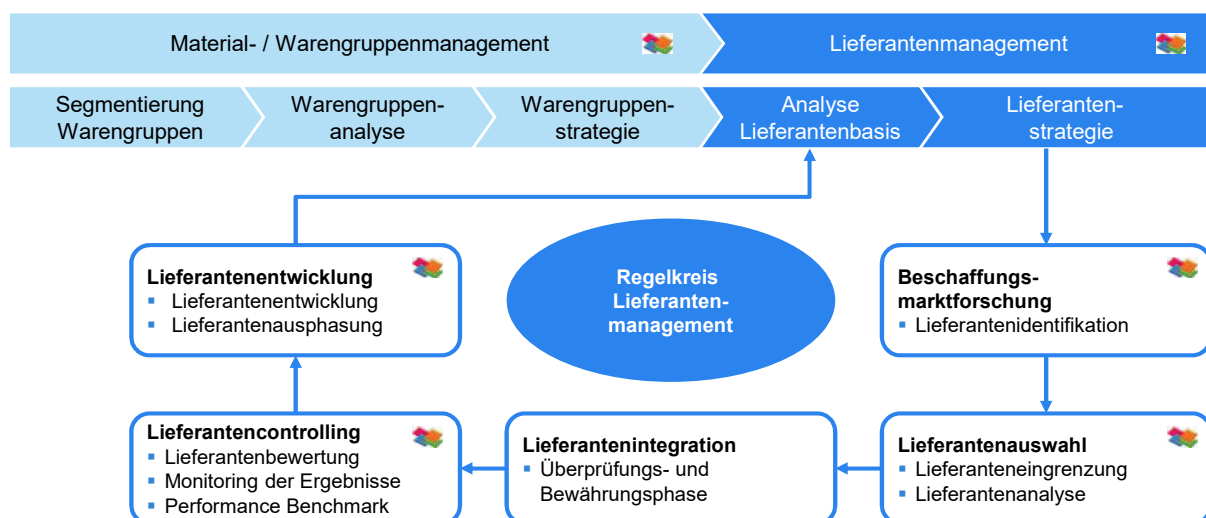 Material- / Warengruppenmanagement
Lieferantenmanagement
Segmentierung
Warengruppen
Warengruppen-
analyse
Warengruppen-
strategie
Analyse
Lieferantenbasis
Lieferanten-
strategie
Lieferantenentwicklung
▪ Lieferantenentwicklung
▪ Lieferantenausphasung
Regelkreis
Lieferanten-
management
Beschaffungs-
marktforschung
▪ Lieferantenidentifikation
Lieferantencontrolling
▪ Lieferantenbewertung
▪ Monitoring der Ergebnisse
▪ Performance Benchmark
Lieferantenintegration
▪ Überprüfungs- und
Bewährungsphase
Lieferantenauswahl
▪ Lieferanteneingrenzung
▪ Lieferantenanalyse